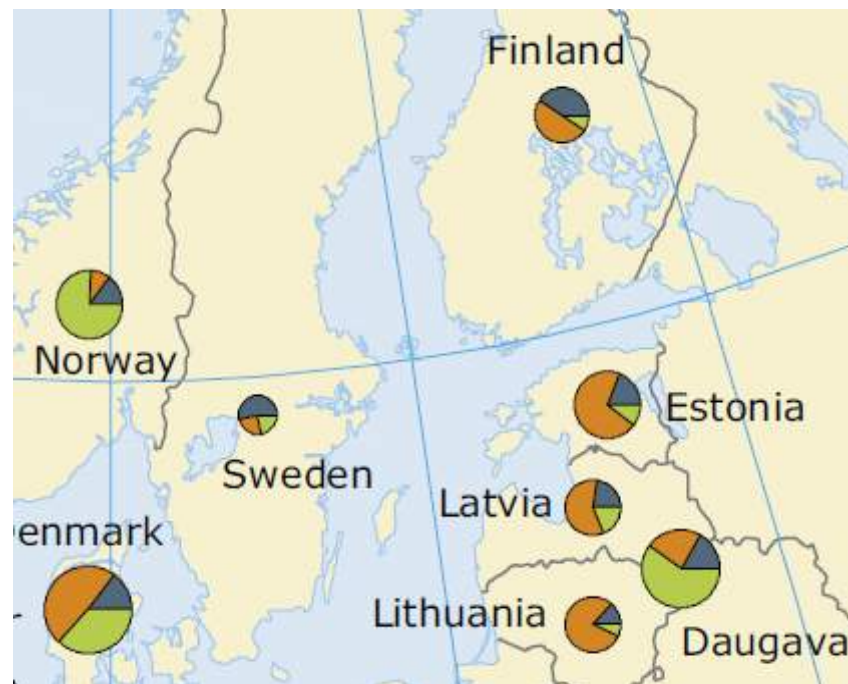 Finland
Norway
Estonia
Sweden
Latvia
enmark
Lithuania
Daugava